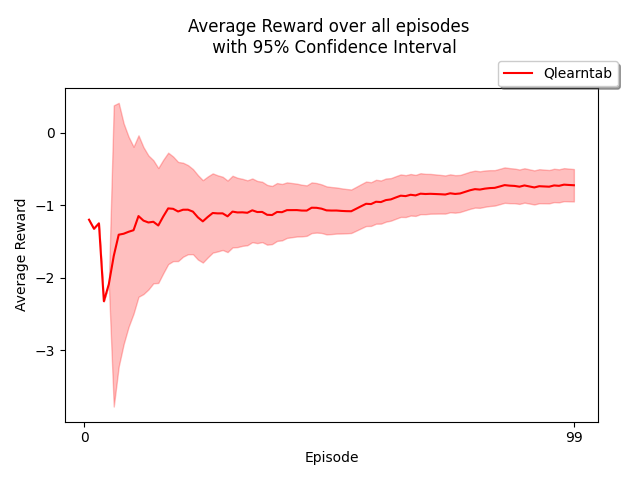 Average Reward over all episodes
with 95% Confidence Interval
Qlearntab
0
−1
−2
−3
Average Reward
0
99
Episode